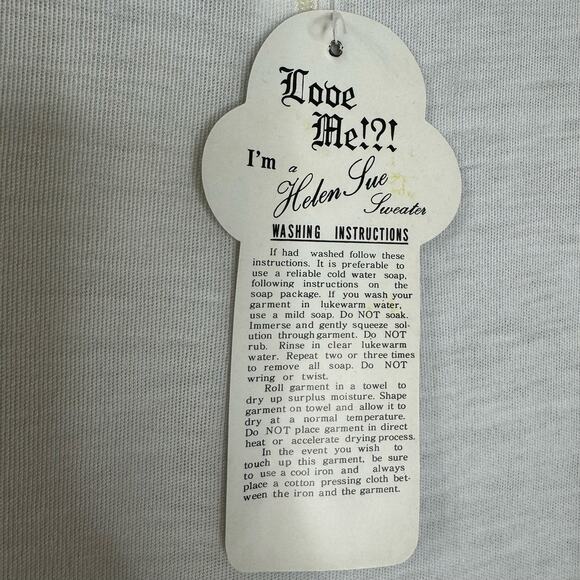 Love
Me!?!
I'm a
Helen Sue
Sweater
WASHING INSTRUCTIONS
If had washed follow these
instructions. It is preferable to
use a reliable cold water soap,
following instructions on the
soap package. If you wash your
garment in lukewarm water,
use a mild soap. Do NOT soak.
Immerse and gently squeeze sol-
ution through garment. Do NOT
rub. Rinse in clear lukewarm
water. Repeat two or three times
to remove all soap. Do NOT
wring or twist.
Roll garment in a towel to
dry up surplus moisture. Shape
garment on towel and allow it to
dry at a normal temperature.
Do NOT place garment in direct
heat or accelerate drying process.
In the event you wish to
touch up this garment, be sure
to use a cool iron and always
place a cotton pressing cloth bet-
ween the iron and the garment.